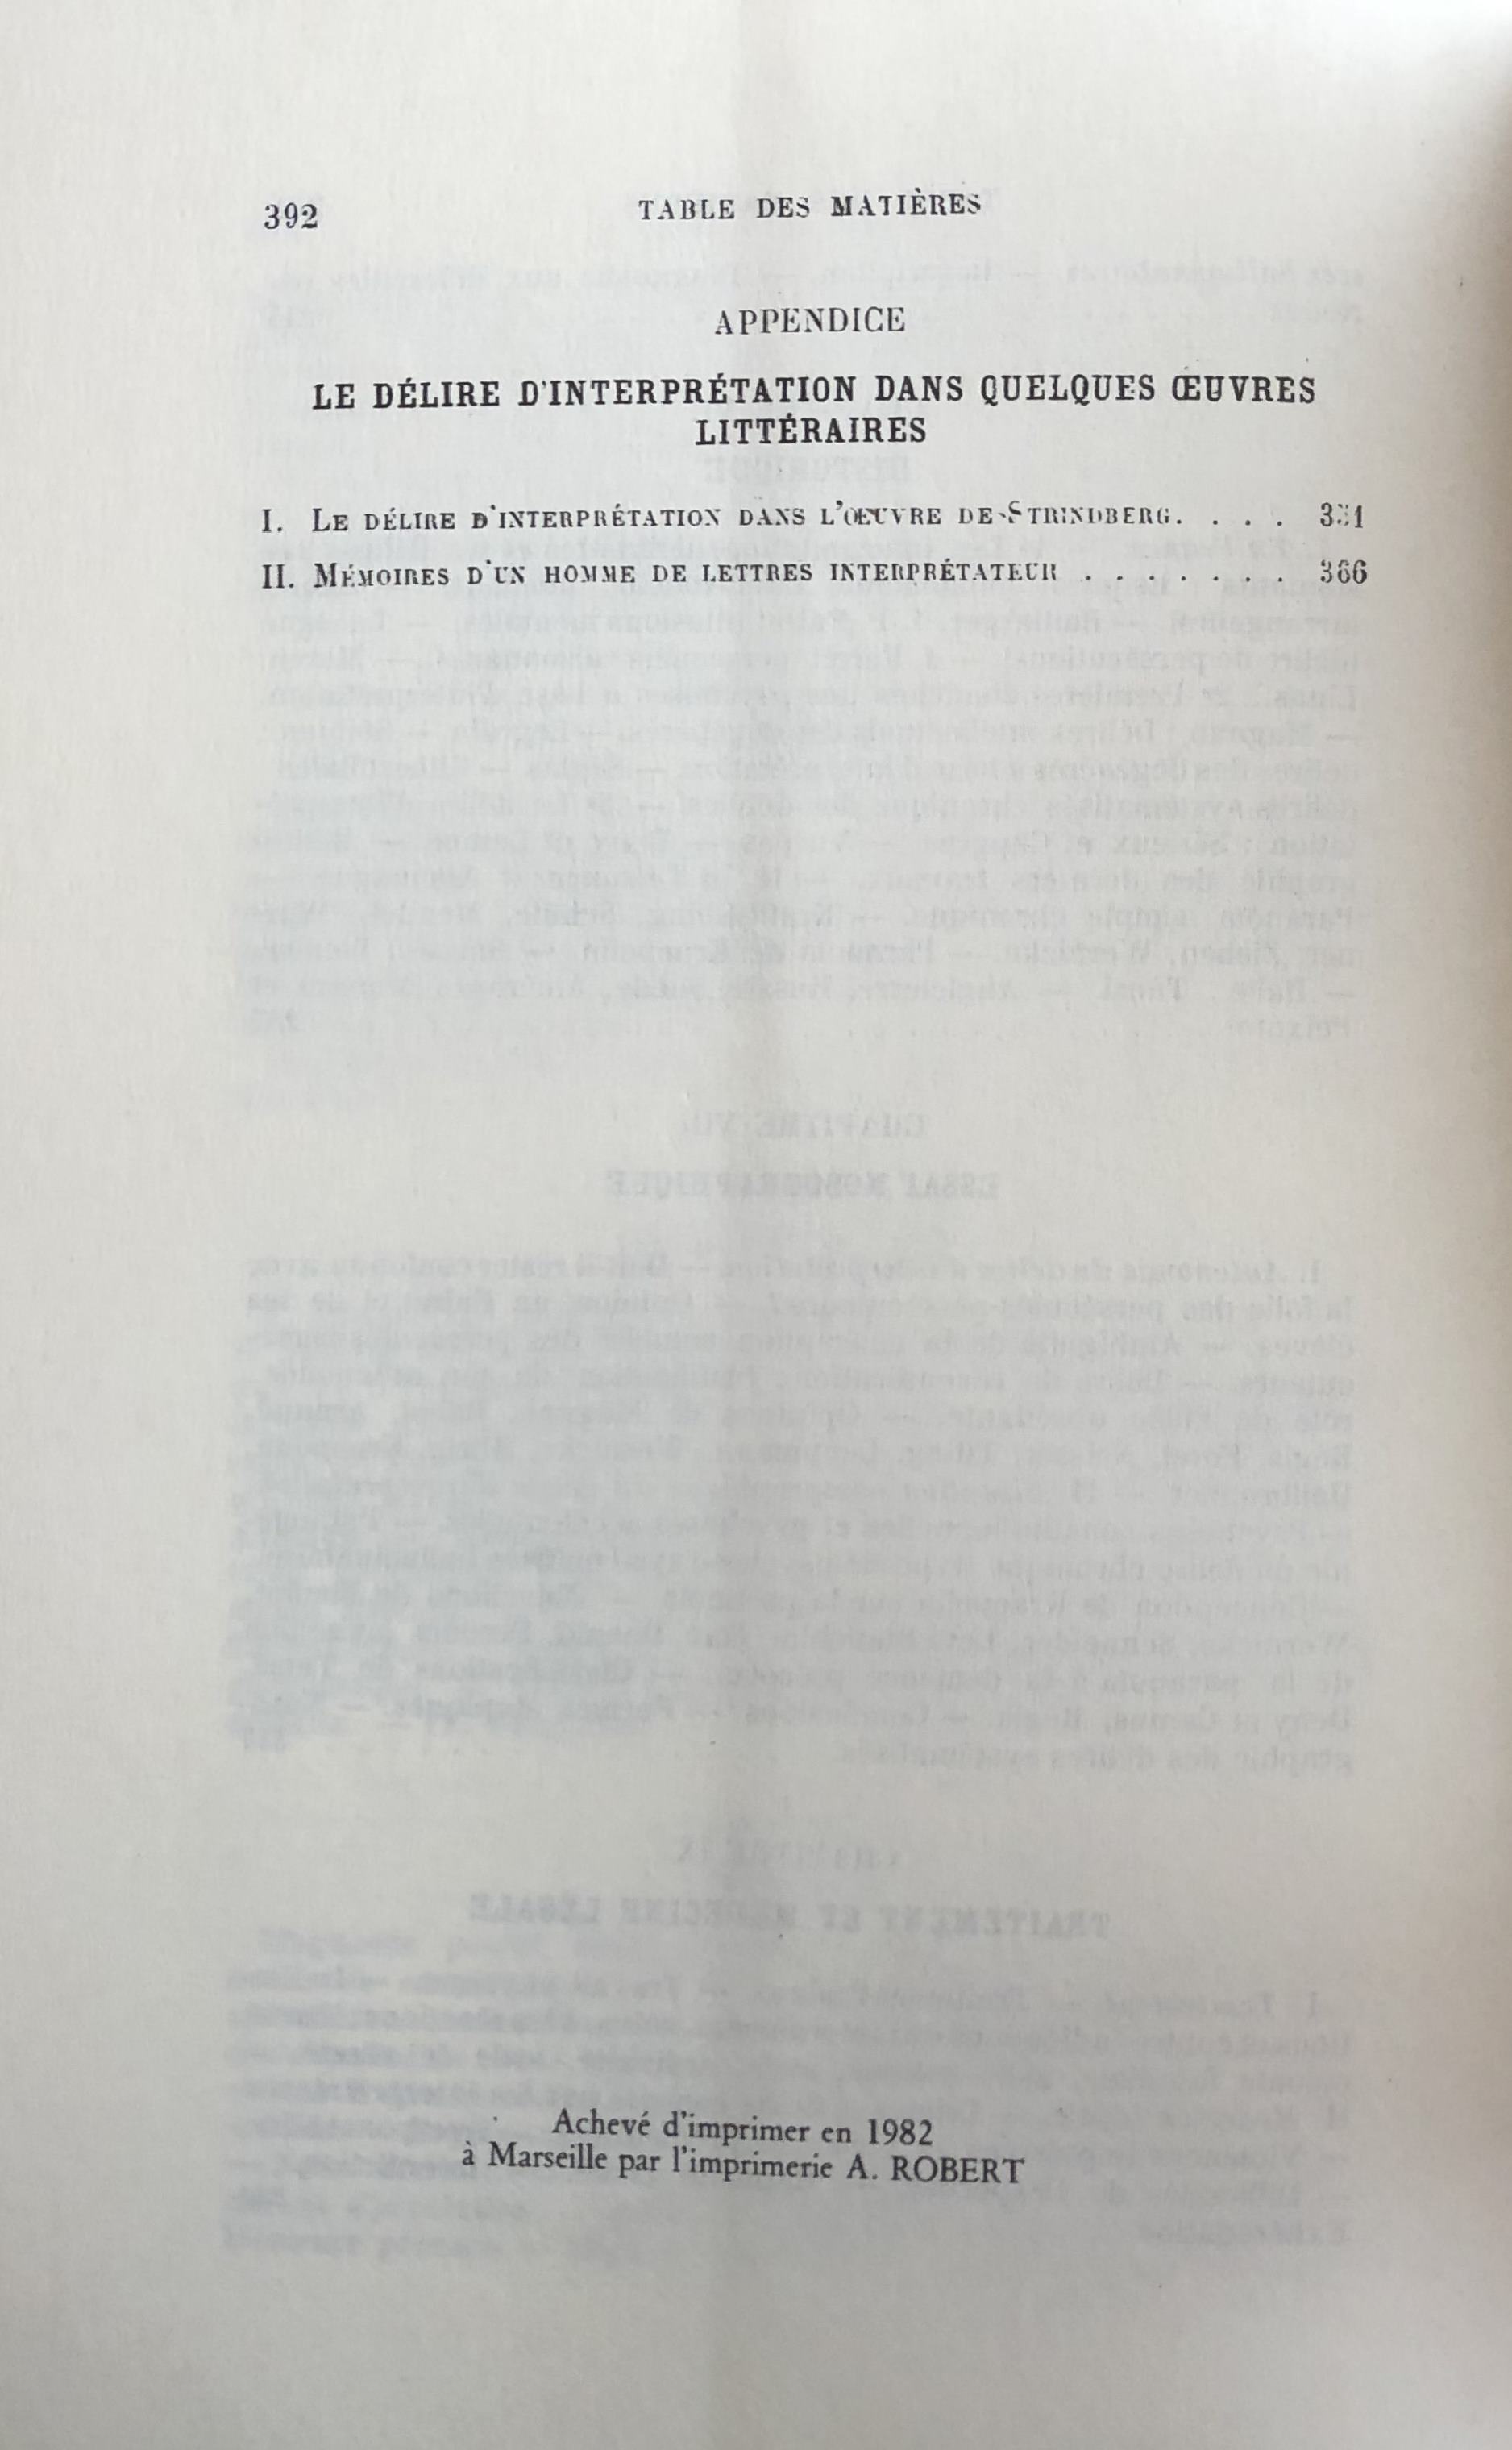 392 TABLE DES MATIÈRES
APPENDICE
LE DÉLIRE D'INTERPRÉTATION DANS QUELQUES ŒUVRES
LITTÉRAIRES
I. LE DÉLIRE D'INTERPRÉTATION DANS L'ŒUVRE DE STRINDBERG. . . . .
II. MÉMOIRES D'UN HOMME DE LETTRES INTERPRÉTATEUR . . . . . . . 366
Achevé d'imprimer en 1982
à Marseille par l'imprimerie A. ROBERT